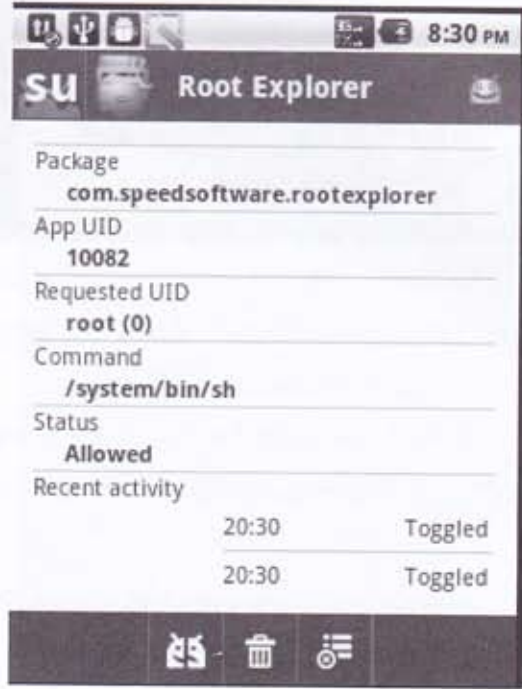 8:30 PM
su Root Explorer
Package
com.speedsoftware.rootexplorer
App UID
10082
Requested UID
root (0)
Command
/system/bin/sh
Status
Allowed
Recent activity
20:30 Toggled
20:30 Toggled